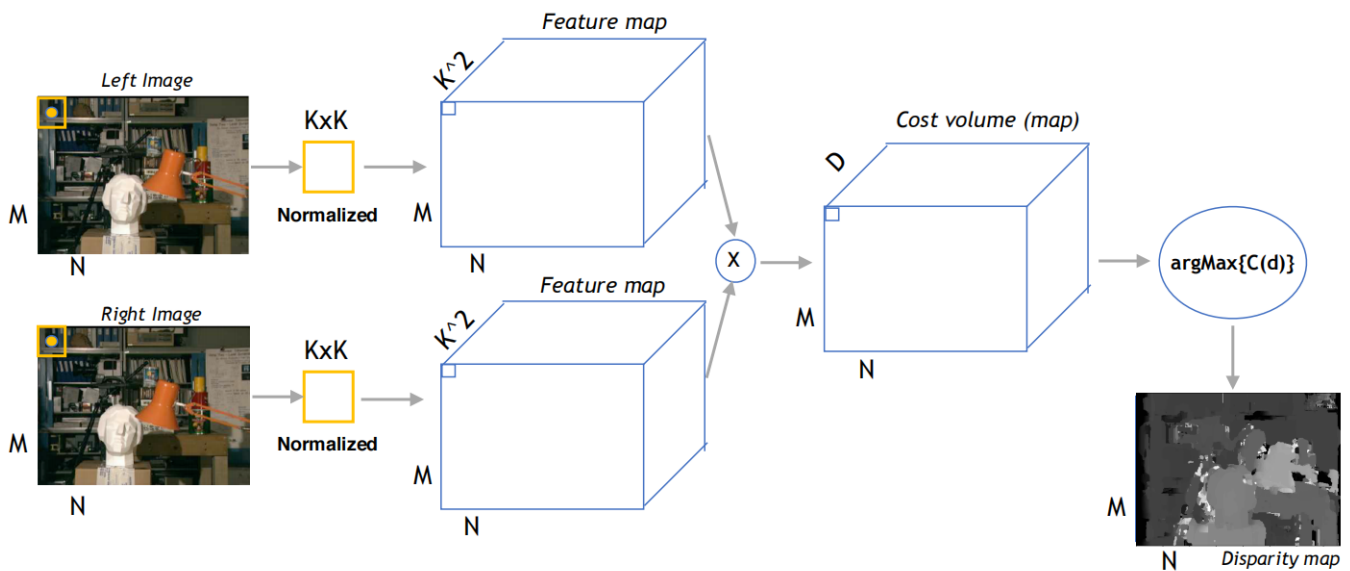 Left Image
M
N
KxK
Normalized
Feature map
K^2
M
N
Right Image
M
N
KxK
Normalized
Feature map
K^2
M
N
X
Cost volume (map)
D
M
N
argMax{C(d)}
M
N
Disparity map